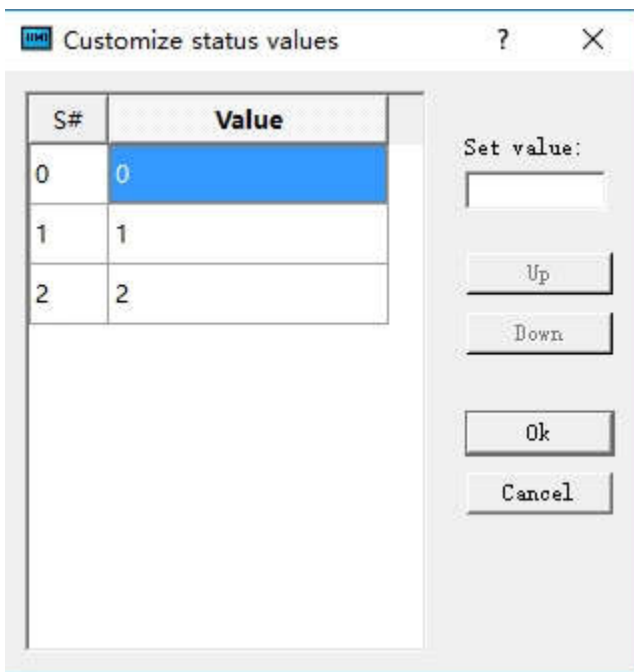 Customize status values ? ×
S# Value
0 0
1 1
2 2
Set value:
Up
Down
Ok
Cancel